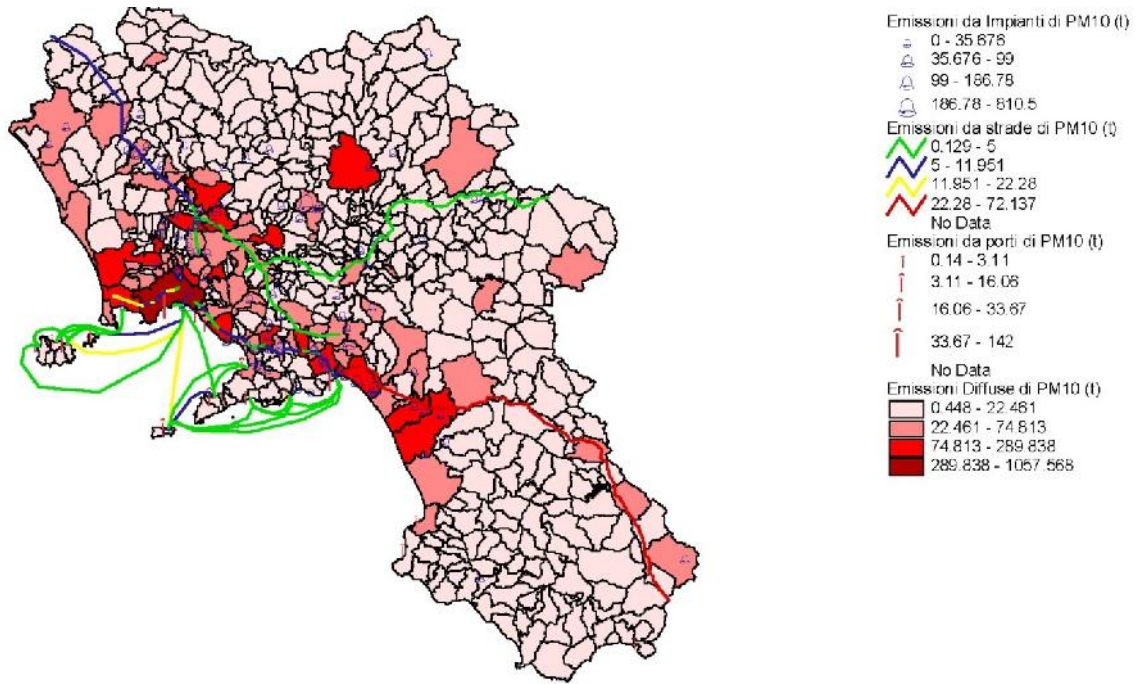 Emissioni da Impianti di PM10 (t)
0 - 35.676
35.676 - 99
99 - 186.78
186.78 - 810.5
Emissioni da strade di PM10 (t)
0.129 - 5
5 - 11.951
11.951 - 22.28
22.28 - 72.137
No Data
Emissioni da porti di PM10 (t)
0.14 - 3.11
3.11 - 16.06
16.06 - 33.67
33.67 - 142
No Data
Emissioni Diffuse di PM10 (t)
0.448 - 22.461
22.461 - 74.813
74.813 - 289.838
289.838 - 1057.568